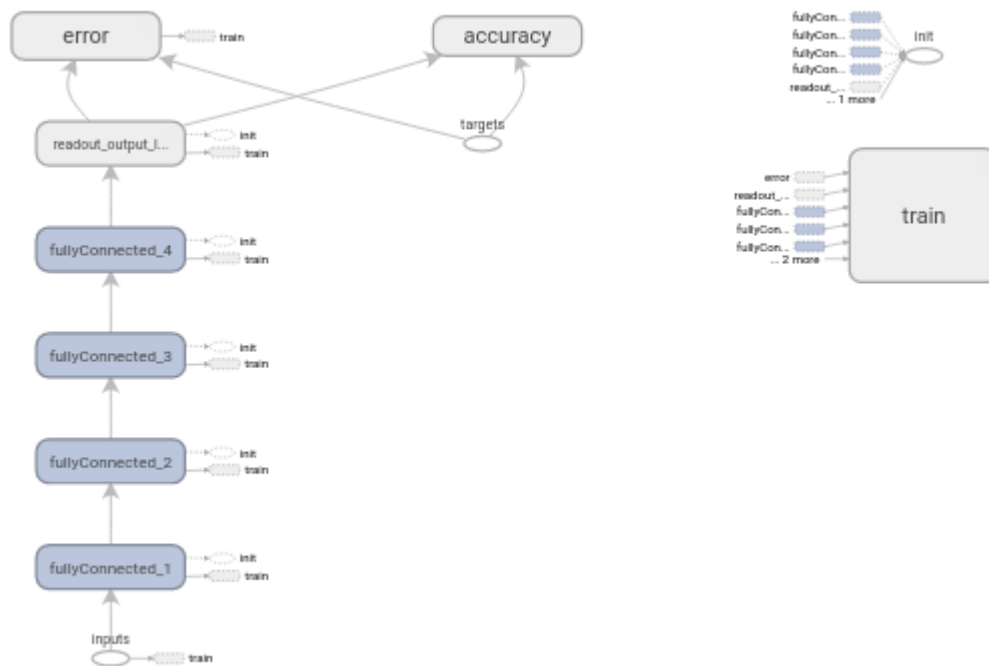 error
train
accuracy
targets
readout_output_l...
init
train
fullyConnected_4
init
train
fullyConnected_3
init
train
fullyConnected_2
init
train
fullyConnected_1
init
train
inputs
train
fullyCon...
fullyCon...
fullyCon...
fullyCon...
readout_...
... 1 more
init
error
readout_...
fullyCon...
fullyCon...
fullyCon...
... 2 more
train